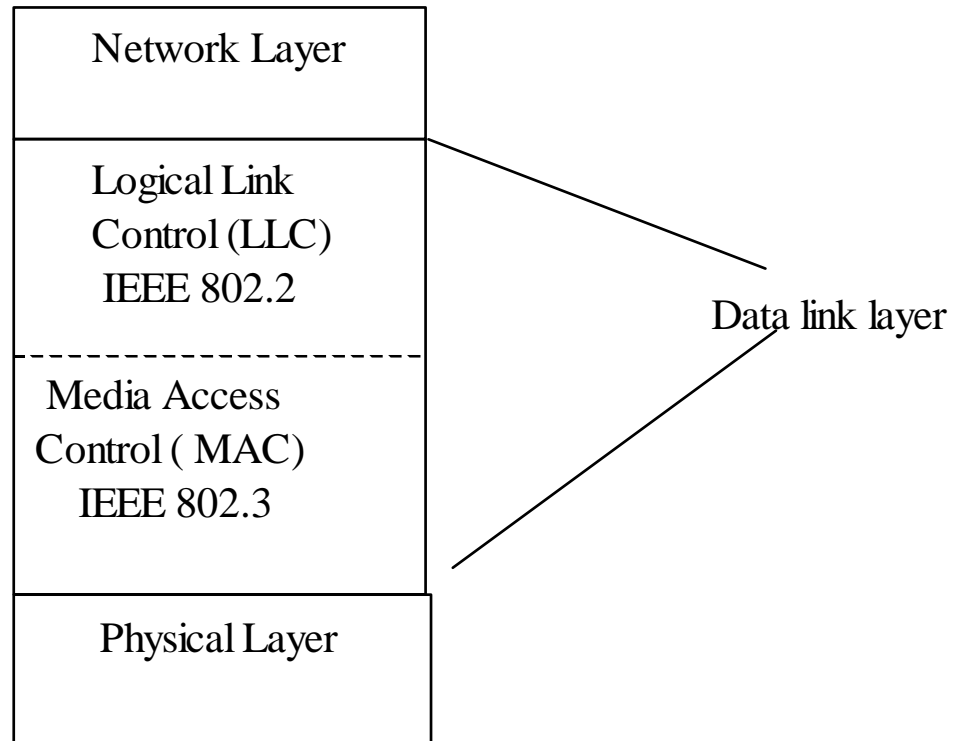 Network Layer
Logical Link
Control (LLC)
IEEE 802.2
Data link layer
Media Access
Control ( MAC)
IEEE 802.3
Physical Layer